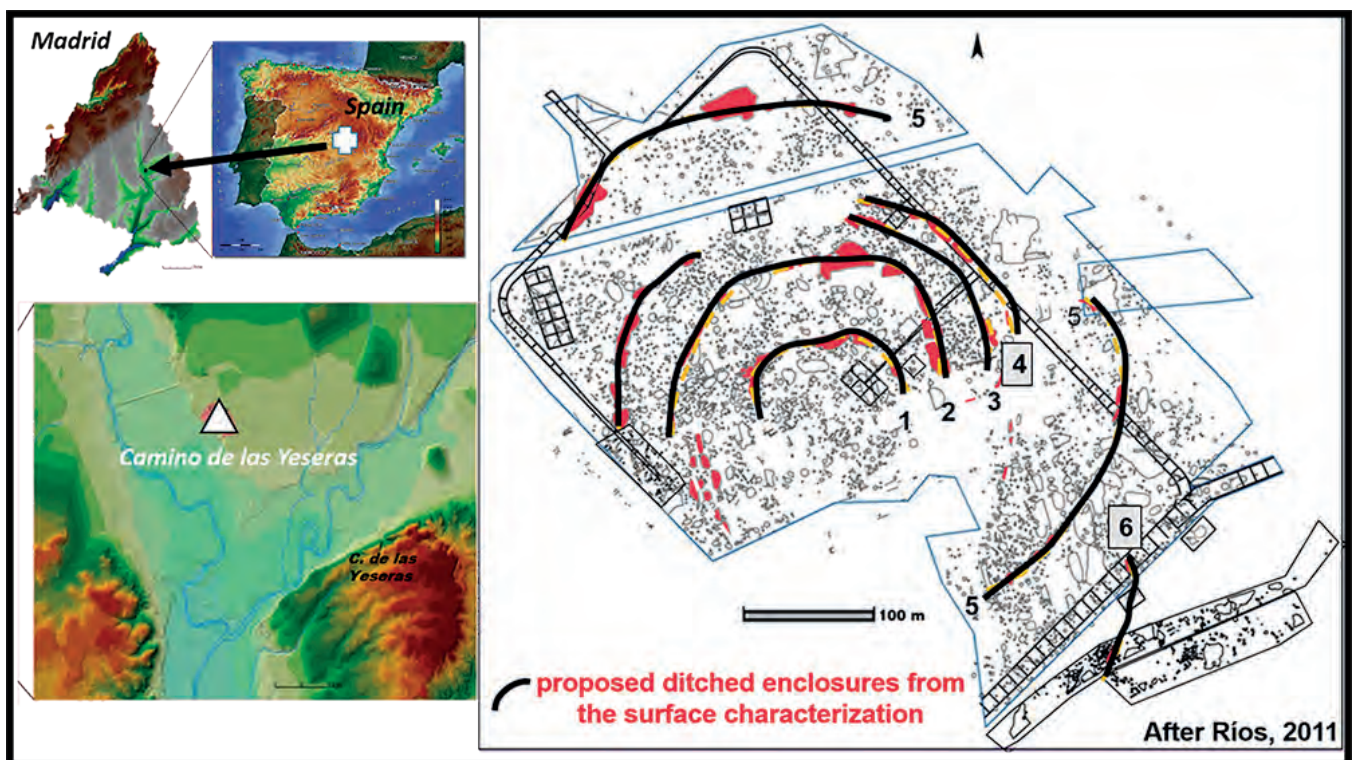 Madrid
Spain
Camino de las Yeseras
C. de las
Yeseras
5
5
1
2
3
4
6
5
100 m
proposed ditched enclosures from
the surface characterization
After Ríos, 2011